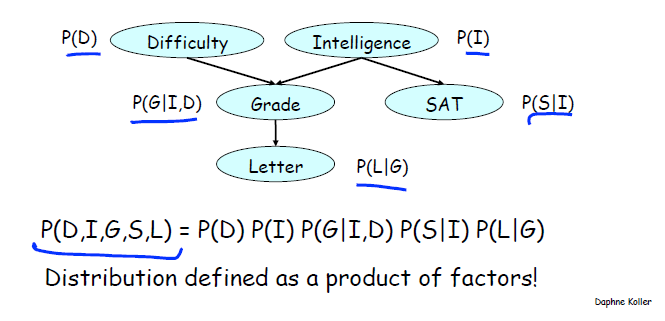 P(D) Difficulty Intelligence P(I)
P(G|I,D) Grade SAT P(S|I)
Letter P(L|G)
P(D,I,G,S,L) = P(D) P(I) P(G|I,D) P(S|I) P(L|G)
Distribution defined as a product of factors!
Daphne Koller